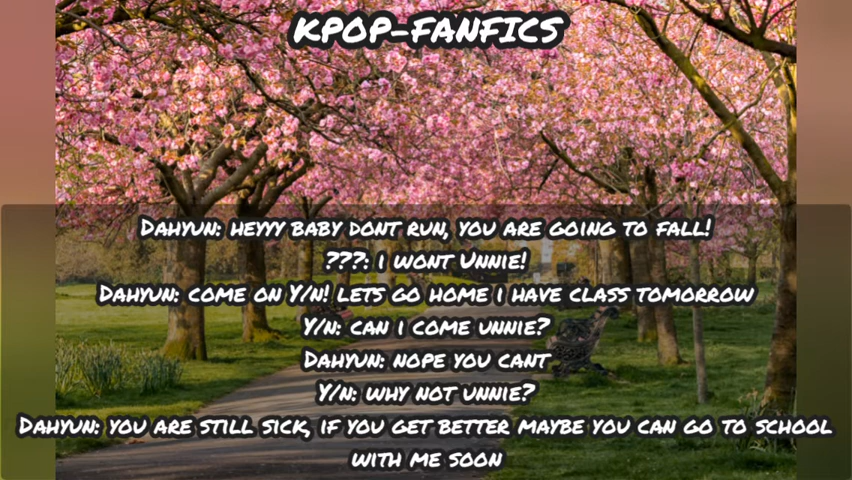 KPOP-FANFICS
DAHYUN: HEYYY BABY DONT RUN, YOU ARE GOING TO FALL!
???: I WONT UNNIE!
DAHYUN: COME ON Y/N! LETS GO HOME I HAVE CLASS TOMORROW
Y/N: CAN I COME UNNIE?
DAHYUN: NOPE YOU CANT
Y/N: WHY NOT UNNIE?
DAHYUN: YOU ARE STILL SICK, IF YOU GET BETTER MAYBE YOU CAN GO TO SCHOOL
WITH ME SOON